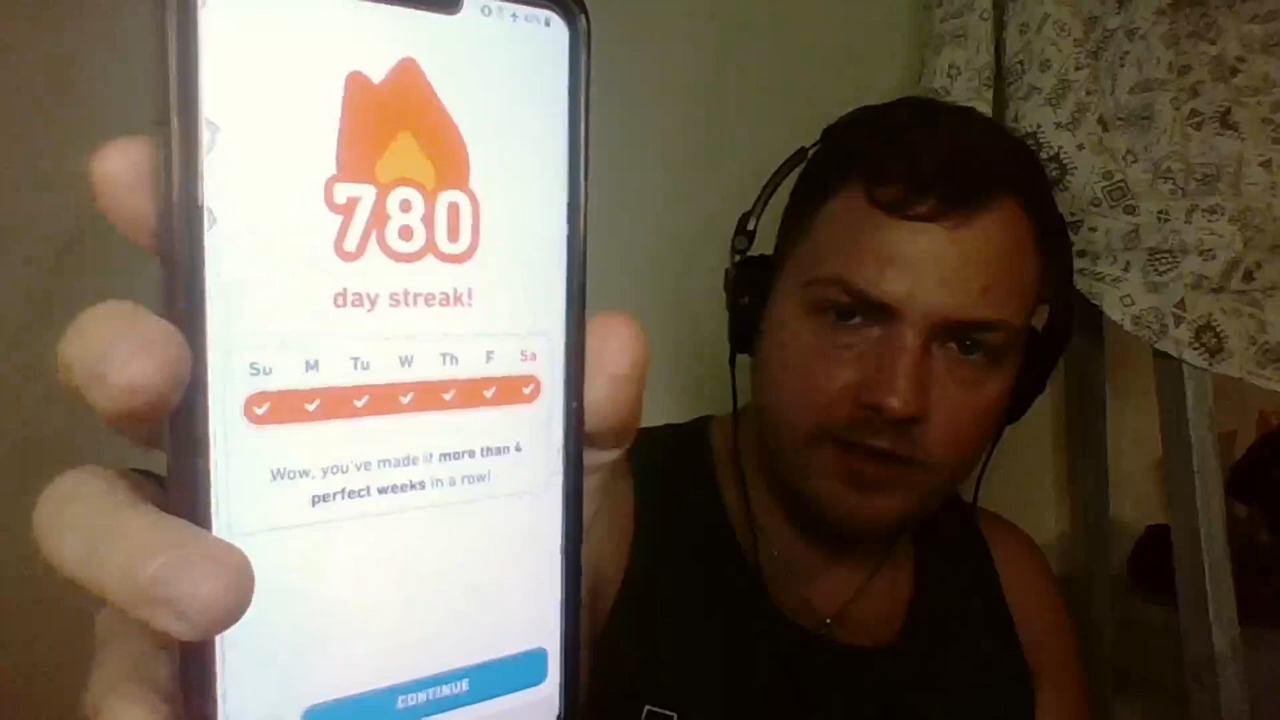 780
day streak!
Su M Tu W Th F Sa
Wow, you've made it more than 4
perfect weeks in a row!
CONTINUE